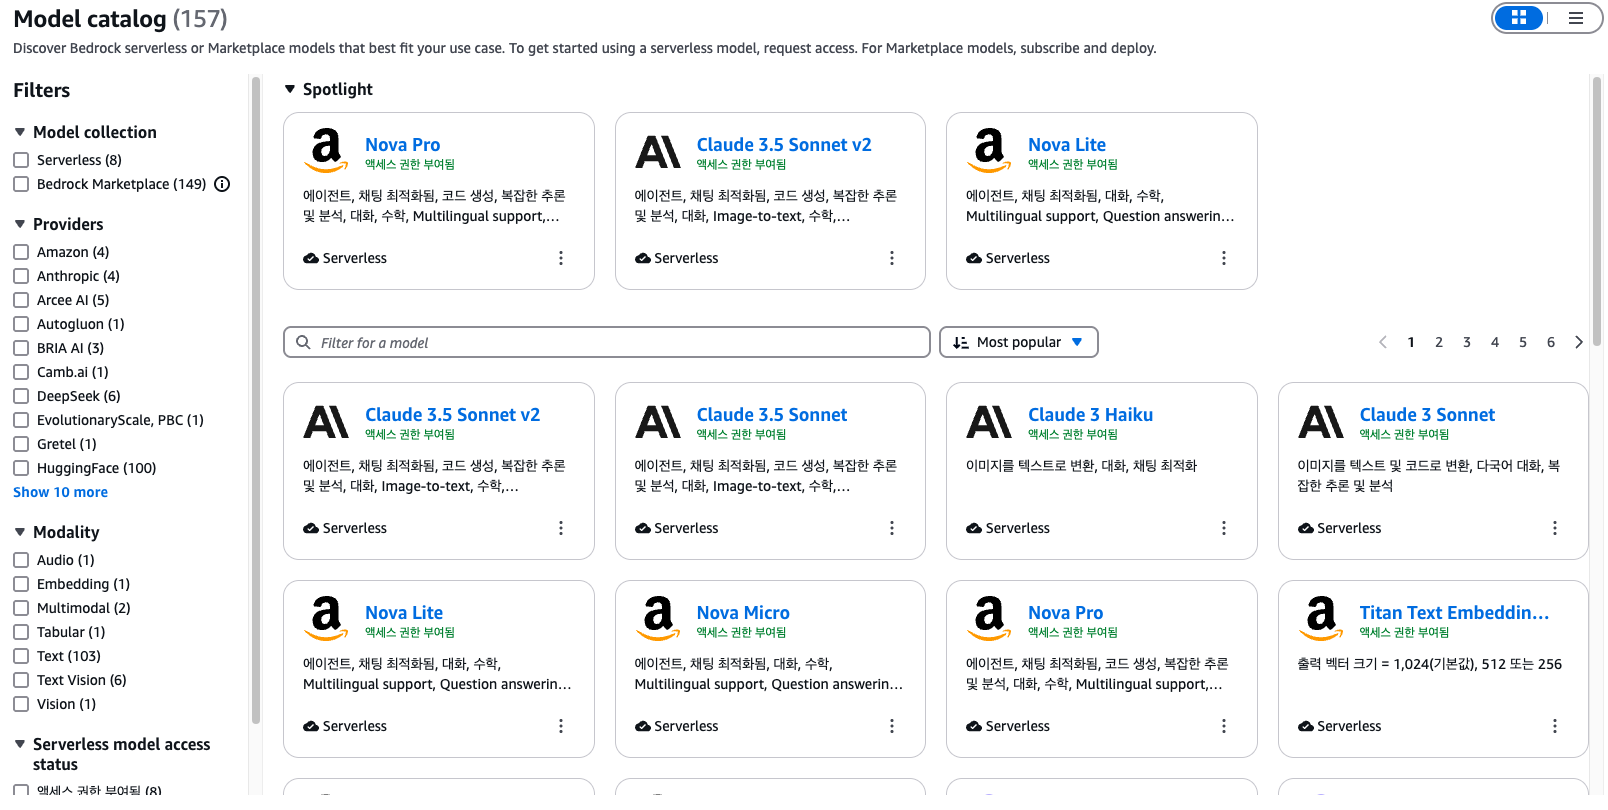 Model catalog (157)
Discover Bedrock serverless or Marketplace models that best fit your use case. To get started using a serverless model, request access. For Marketplace models, subscribe and deploy.
Filters
Model collection
Serverless (8)
Bedrock Marketplace (149)
Providers
Amazon (4)
Anthropic (4)
Arcee AI (5)
Autogluon (1)
BRIA AI (3)
Camb.ai (1)
DeepSeek (6)
EvolutionaryScale, PBC (1)
Gretel (1)
HuggingFace (100)
Show 10 more
Modality
Audio (1)
Embedding (1)
Multimodal (2)
Tabular (1)
Text (103)
Text Vision (6)
Vision (1)
Serverless model access
status
액세스 권한 부여됨 (8)
Spotlight
Nova Pro
액세스 권한 부여됨
에이전트, 채팅 최적화됨, 코드 생성, 복잡한 추론
및 분석, 대화, 수학, Multilingual support,...
Serverless
Claude 3.5 Sonnet v2
액세스 권한 부여됨
에이전트, 채팅 최적화됨, 코드 생성, 복잡한 추론
및 분석, 대화, Image-to-text, 수학,...
Serverless
Nova Lite
액세스 권한 부여됨
에이전트, 채팅 최적화됨, 대화, 수학,
Multilingual support, Question answerin...
Serverless
Filter for a model
Most popular
1 2 3 4 5 6
Claude 3.5 Sonnet v2
액세스 권한 부여됨
에이전트, 채팅 최적화됨, 코드 생성, 복잡한 추론
및 분석, 대화, Image-to-text, 수학,...
Serverless
Claude 3.5 Sonnet
액세스 권한 부여됨
에이전트, 채팅 최적화됨, 코드 생성, 복잡한 추론
및 분석, 대화, Image-to-text, 수학,...
Serverless
Claude 3 Haiku
액세스 권한 부여됨
이미지를 텍스트로 변환, 대화, 채팅 최적화
Serverless
Claude 3 Sonnet
액세스 권한 부여됨
이미지를 텍스트 및 코드로 변환, 다국어 대화, 복
잡한 추론 및 분석
Serverless
Nova Lite
액세스 권한 부여됨
에이전트, 채팅 최적화됨, 대화, 수학,
Multilingual support, Question answerin...
Serverless
Nova Micro
액세스 권한 부여됨
에이전트, 채팅 최적화됨, 대화, 수학,
Multilingual support, Question answerin...
Serverless
Nova Pro
액세스 권한 부여됨
에이전트, 채팅 최적화됨, 코드 생성, 복잡한 추론
및 분석, 대화, 수학, Multilingual support,...
Serverless
Titan Text Embeddin...
액세스 권한 부여됨
출력 벡터 크기 = 1,024(기본값), 512 또는 256
Serverless